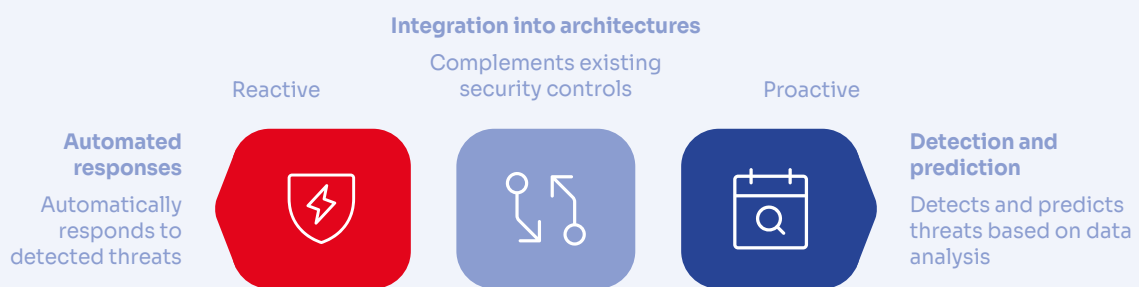 Integration into architectures
Complements existing
security controls
Reactive
Proactive
Automated
responses
Automatically
responds to
detected threats
Detection and
prediction
Detects and predicts
threats based on data
analysis